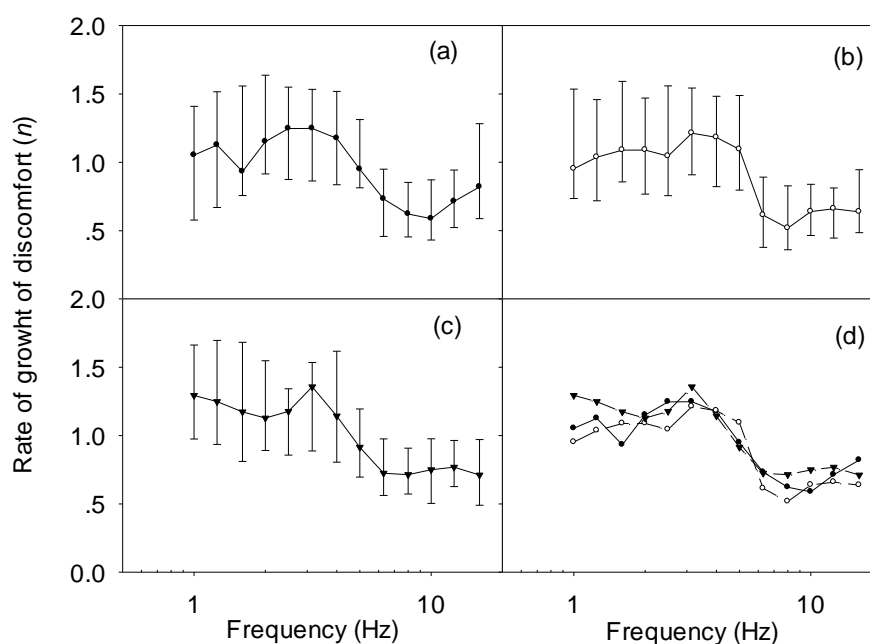 2.0
(a)
(b)
1.5
1.0
.5
2.0
(c)
(d)
1.5
1.0
.5
0.0
1
10
1
10
Frequency (Hz)
Frequency (Hz)
Rate of growht of discomfort (n)